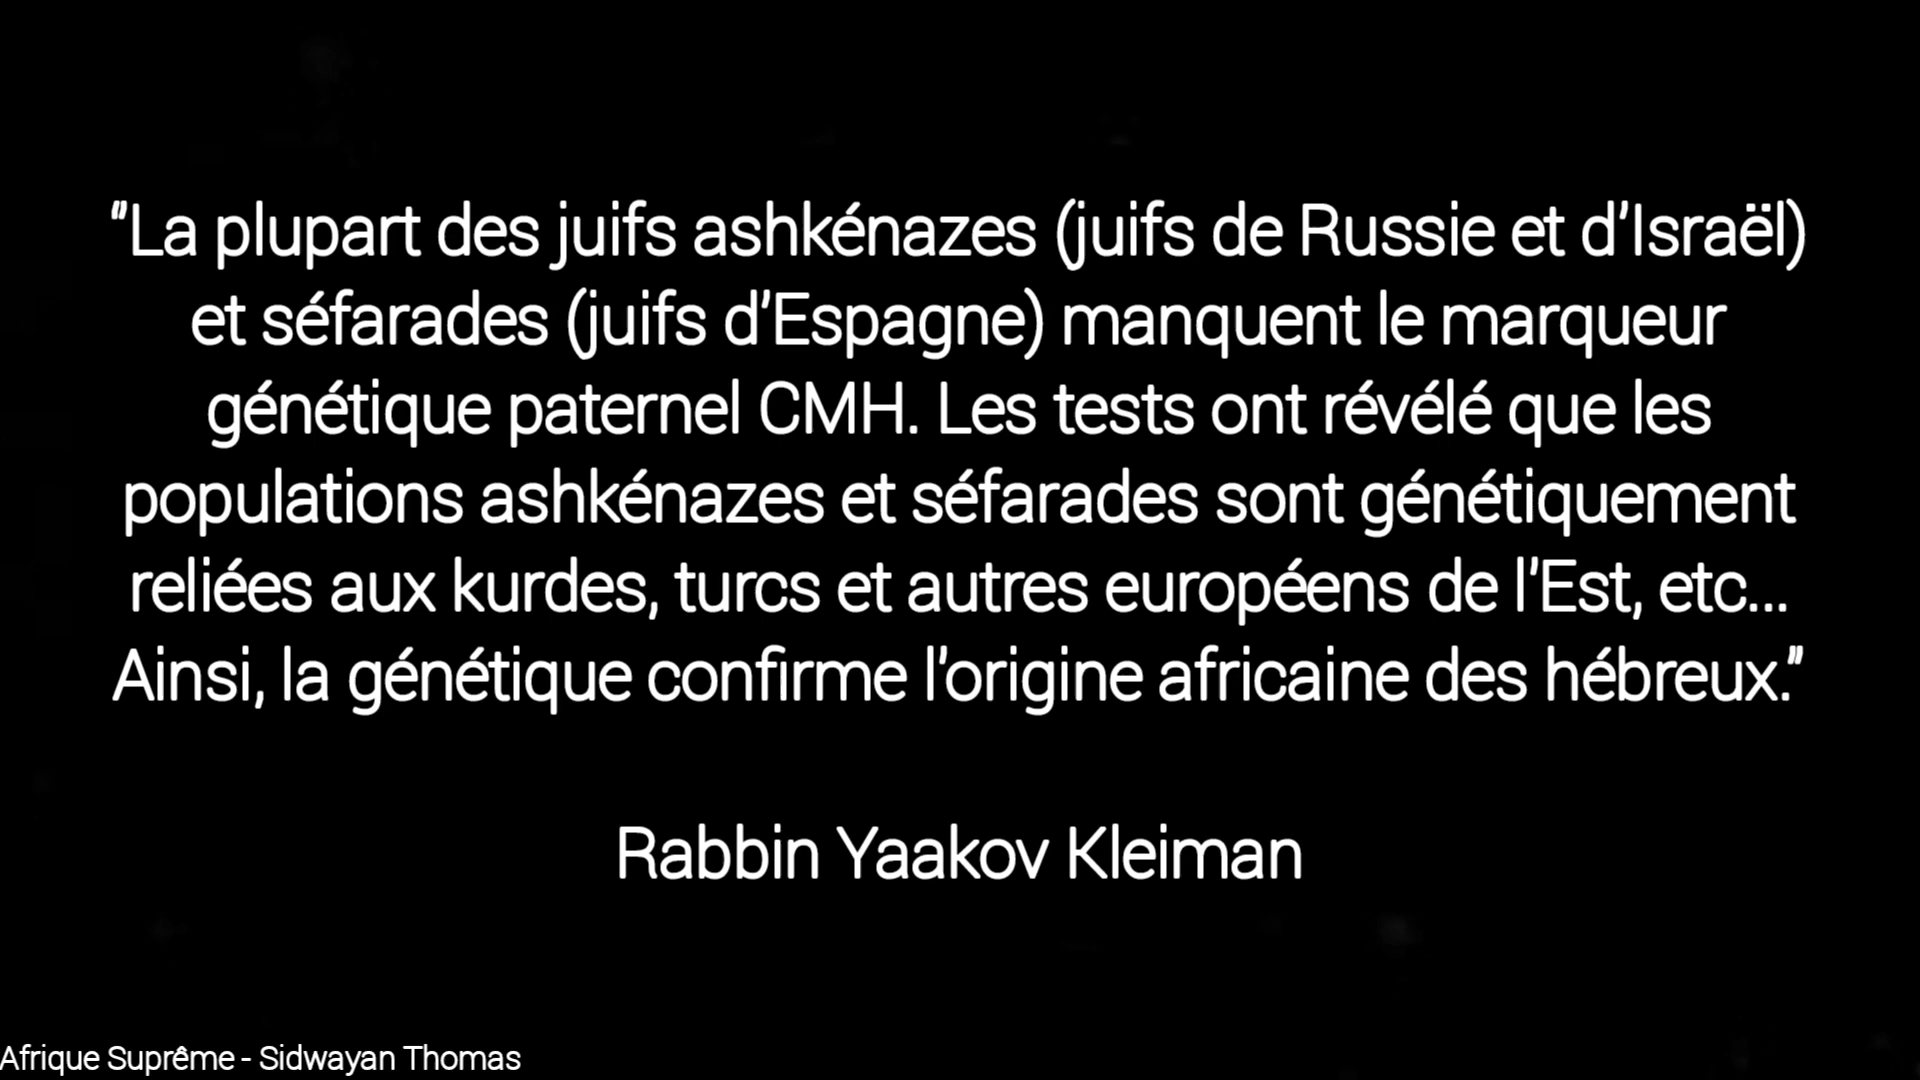 "La plupart des juifs ashkénazes (juifs de Russie et d'Israël)
et séfarades (juifs d'Espagne) manquent le marqueur
génétique paternel CMH. Les tests ont révélé que les
populations ashkénazes et séfarades sont génétiquement
reliées aux kurdes, turcs et autres européens de l'Est, etc...
Ainsi, la génétique confirme l'origine africaine des hébreux."
Rabbin Yaakov Kleiman
Afrique Suprême - Sidwayan Thomas